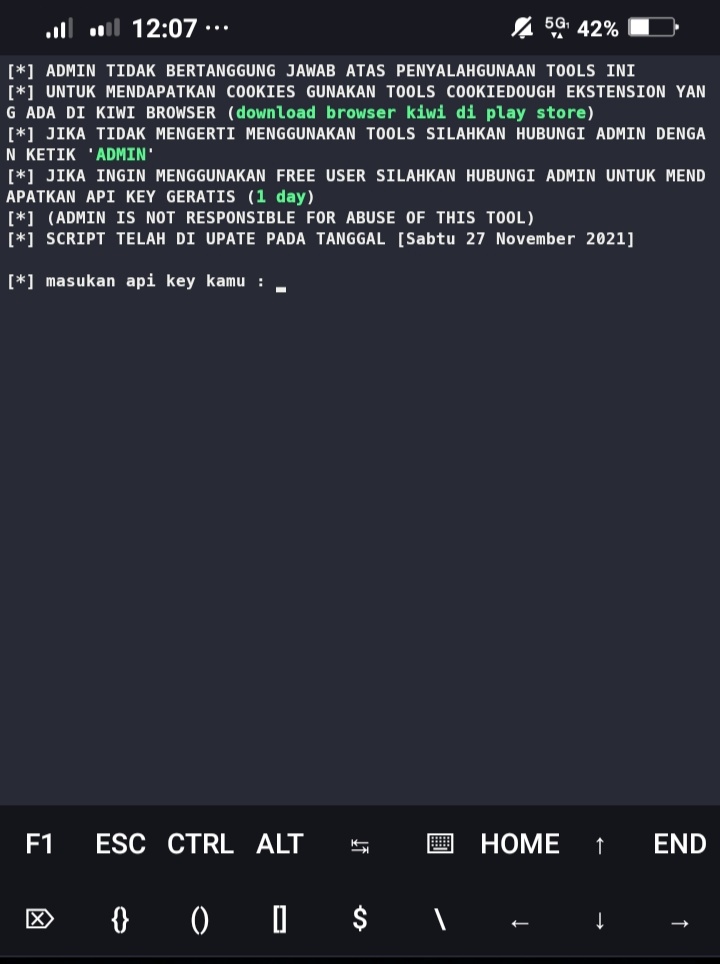 12:07 ··· 5G 42%
[*] ADMIN TIDAK BERTANGGUNG JAWAB ATAS PENYALAHGUNAAN TOOLS INI
[*] UNTUK MENDAPATKAN COOKIES GUNAKAN TOOLS COOKIEDOUGH EKSTENSION YAN
G ADA DI KIWI BROWSER (download browser kiwi di play store)
[*] JIKA TIDAK MENGERTI MENGGUNAKAN TOOLS SILAHKAN HUBUNGI ADMIN DENGA
N KETIK 'ADMIN'
[*] JIKA INGIN MENGGUNAKAN FREE USER SILAHKAN HUBUNGI ADMIN UNTUK MEND
APATKAN API KEY GERATIS (1 day)
[*] (ADMIN IS NOT RESPONSIBLE FOR ABUSE OF THIS TOOL)
[*] SCRIPT TELAH DI UPATE PADA TANGGAL [Sabtu 27 November 2021]
[*] masukan api key kamu : _
F1 ESC CTRL ALT ⇆ HOME ↑ END
⌦ {} () [] $ \ ← ↓ →